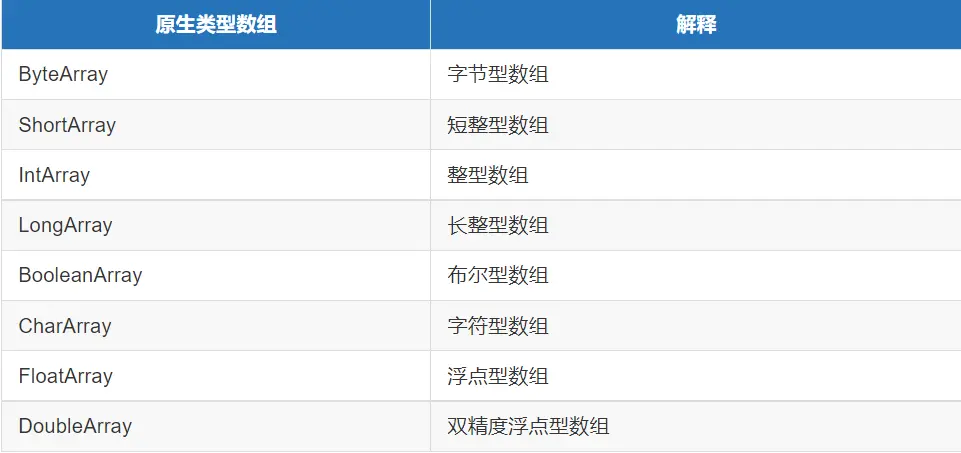 原生类型数组 解释
ByteArray 字节型数组
ShortArray 短整型数组
IntArray 整型数组
LongArray 长整型数组
BooleanArray 布尔型数组
CharArray 字符型数组
FloatArray 浮点型数组
DoubleArray 双精度浮点型数组